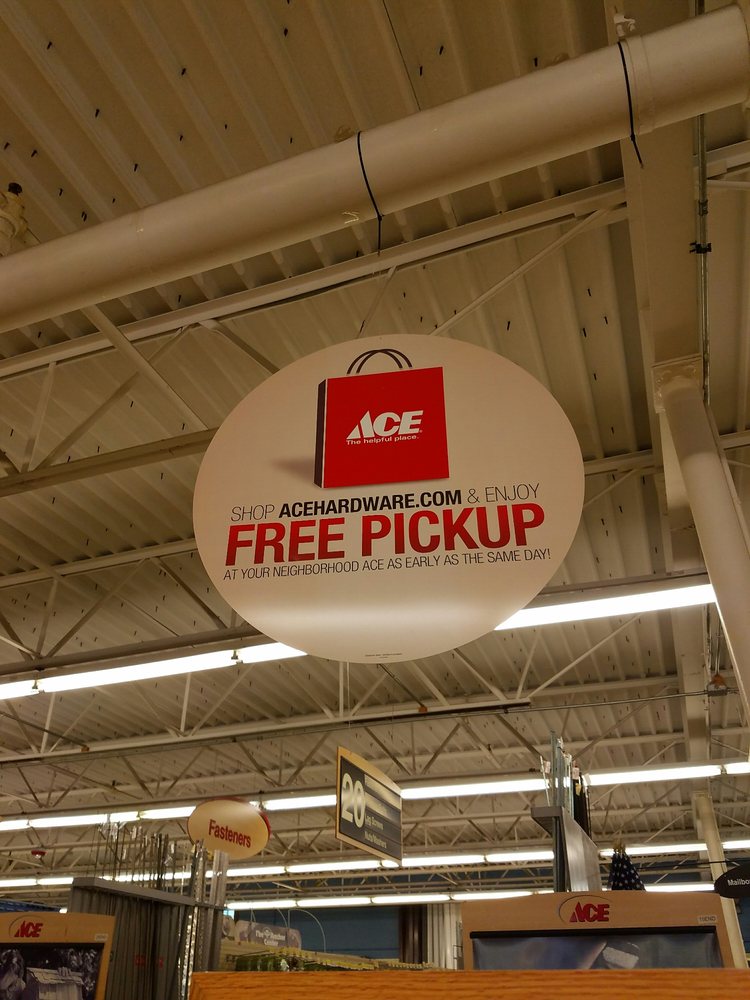 ACE
The helpful place.
SHOP ACEHARDWARE.COM & ENJOY
FREE PICKUP
AT YOUR NEIGHBORHOOD ACE AS EARLY AS THE SAME DAY!
20
Fasteners
ACE
ACE